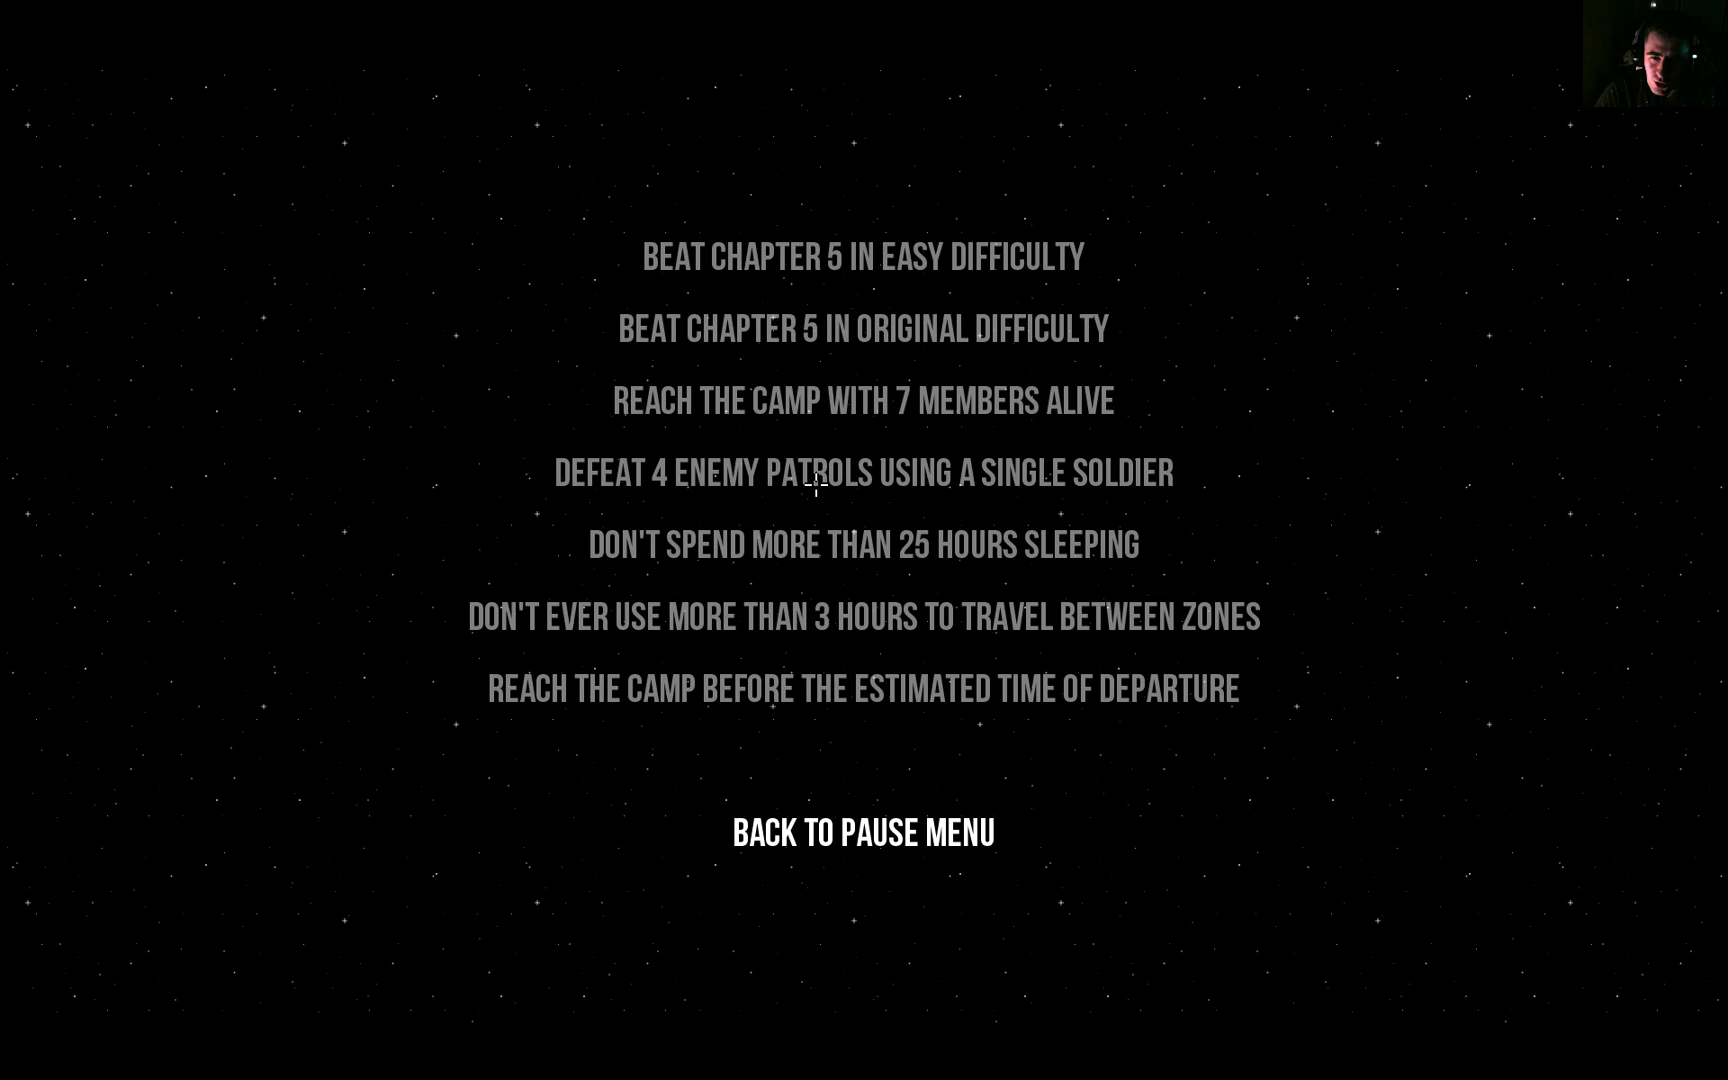 BEAT CHAPTER 5 IN EASY DIFFICULTY
BEAT CHAPTER 5 IN ORIGINAL DIFFICULTY
REACH THE CAMP WITH 7 MEMBERS ALIVE
DEFEAT 4 ENEMY PATROLS USING A SINGLE SOLDIER
DON'T SPEND MORE THAN 25 HOURS SLEEPING
DON'T EVER USE MORE THAN 3 HOURS TO TRAVEL BETWEEN ZONES
REACH THE CAMP BEFORE THE ESTIMATED TIME OF DEPARTURE
BACK TO PAUSE MENU